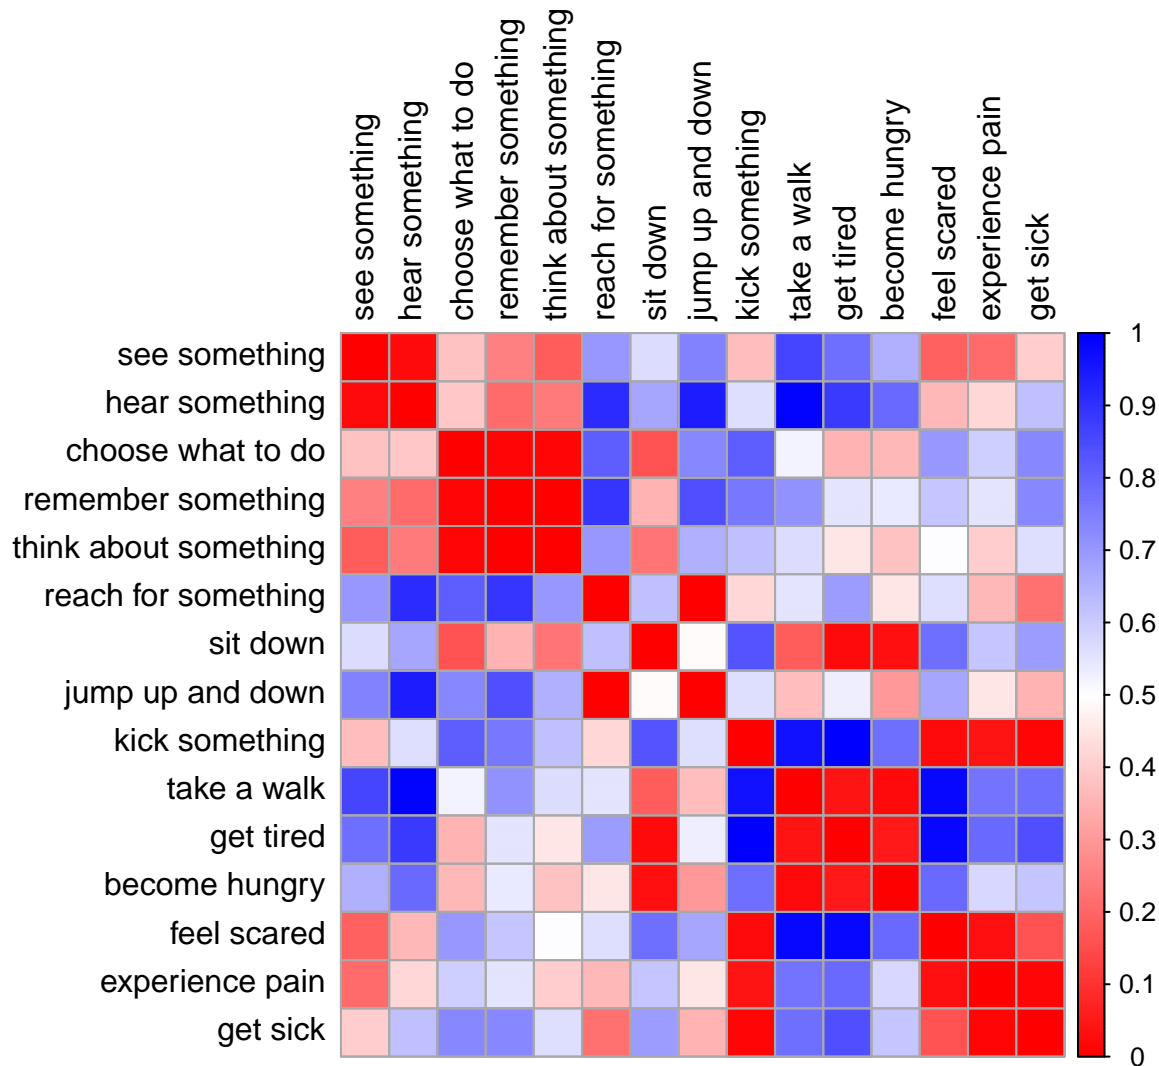 see something
hear something
choose what to do
remember something
think about something
reach for something
sit down
jump up and down
kick something
take a walk
get tired
become hungry
feel scared
experience pain
get sick
see something
hear something
choose what to do
remember something
think about something
reach for something
sit down
jump up and down
kick something
take a walk
get tired
become hungry
feel scared
experience pain
get sick
1
0.9
0.8
0.7
0.6
0.5
0.4
0.3
0.2
0.1
0